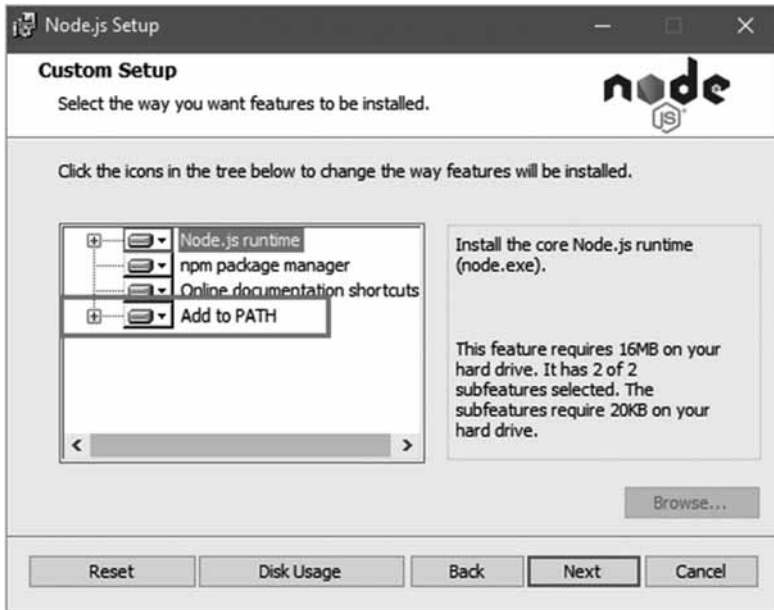 Node.js Setup
Custom Setup
Select the way you want features to be installed.
node
JS
Click the icons in the tree below to change the way features will be installed.
Node.js runtime
npm package manager
Online documentation shortcuts
Add to PATH
Install the core Node.js runtime
(node.exe).
This feature requires 16MB on your
hard drive. It has 2 of 2
subfeatures selected. The
subfeatures require 20KB on your
hard drive.
Browse...
Reset
Disk Usage
Back
Next
Cancel